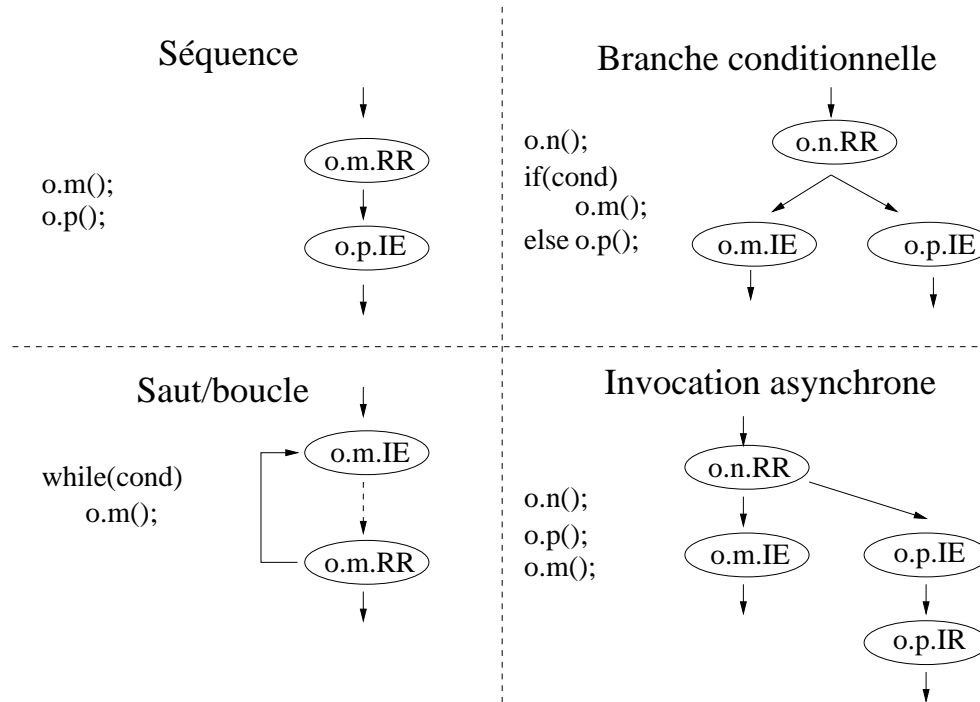 Séquence
o.m();
o.p();
o.m.RR
o.p.IE
Branche conditionnelle
o.n();
if(cond)
o.m();
else o.p();
o.n.RR
o.m.IE
o.p.IE
Saut/boucle
while(cond)
o.m();
o.m.IE
o.m.RR
Invocation asynchrone
o.n();
o.p();
o.m();
o.n.RR
o.m.IE
o.p.IE
o.p.IR